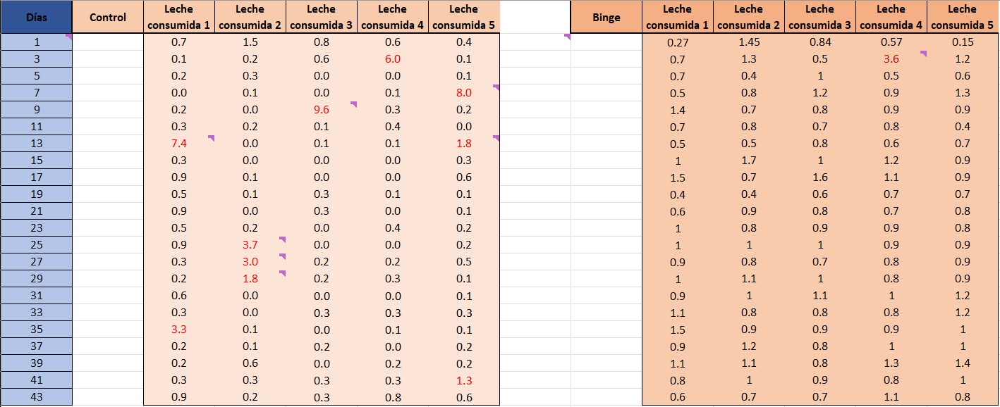 Días Control Leche consumida 1 Leche consumida 2 Leche consumida 3 Leche consumida 4 Leche consumida 5 Binge Leche consumida 1 Leche consumida 2 Leche consumida 3 Leche consumida 4 Leche consumida 5
1 0.7 1.5 0.8 0.6 0.4 0.27 1.45 0.84 0.57 0.15
3 0.1 0.2 0.6 6.0 0.1 0.7 1.3 0.5 3.6 1.2
5 0.2 0.3 0.0 0.0 0.1 0.7 0.4 1 0.5 0.6
7 0.0 0.1 0.0 0.1 8.0 0.5 0.8 1.2 0.9 1.3
9 0.2 0.0 9.6 0.3 0.2 1.4 0.7 0.8 0.9 0.9
11 0.3 0.2 0.1 0.4 0.0 0.7 0.8 0.7 0.8 0.4
13 7.4 0.0 0.1 0.1 1.8 0.5 0.5 0.8 0.6 0.7
15 0.3 0.0 0.0 0.0 0.3 1 1.7 1 1.2 0.9
17 0.9 0.1 0.0 0.0 0.6 1.5 0.7 1.6 1.1 0.9
19 0.5 0.1 0.3 0.1 0.1 0.4 0.4 0.6 0.7 0.7
21 0.9 0.0 0.3 0.0 0.1 0.6 0.9 0.8 0.7 0.8
23 0.5 0.2 0.0 0.4 0.2 1 0.8 0.9 0.9 0.8
25 0.9 3.7 0.0 0.0 0.2 1 1 1 0.9 0.9
27 0.3 3.0 0.2 0.2 0.5 0.9 0.8 0.7 0.8 0.9
29 0.2 1.8 0.2 0.3 0.1 1 1.1 1 0.8 0.9
31 0.6 0.0 0.0 0.0 0.1 0.9 1 1.1 1 1.2
33 0.3 0.0 0.3 0.3 0.3 1.1 0.8 0.8 0.8 1.2
35 3.3 0.1 0.0 0.1 0.1 1.5 0.9 0.9 0.9 1
37 0.2 0.1 0.2 0.0 0.2 0.9 1.2 0.8 1 1
39 0.2 0.6 0.0 0.2 0.2 1.1 1.1 0.8 1.3 1.4
41 0.3 0.3 0.3 0.3 1.3 0.8 1 0.9 0.8 1
43 0.9 0.2 0.3 0.8 0.6 0.6 0.7 0.7 1.1 0.8